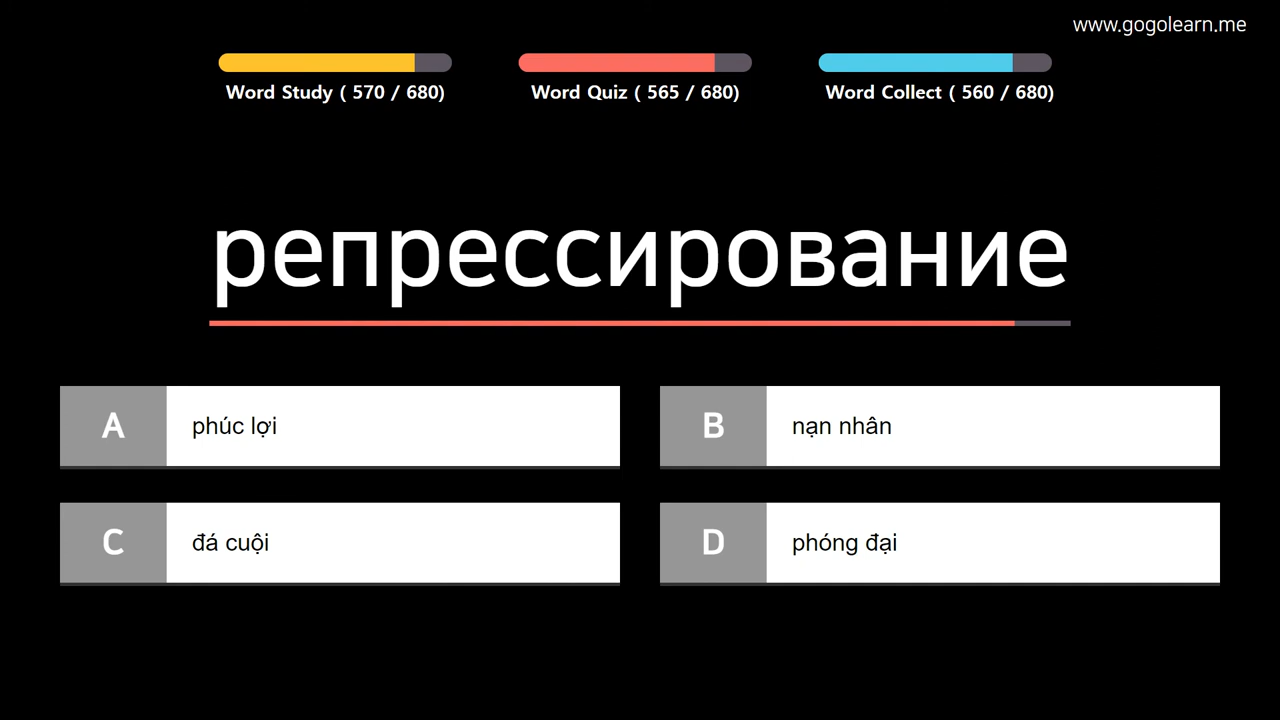 www.gogolearn.me
Word Study ( 570 / 680)
Word Quiz ( 565 / 680)
Word Collect ( 560 / 680)
репрессирование
A
phúc lợi
B
nạn nhân
C
đá cuội
D
phóng đại